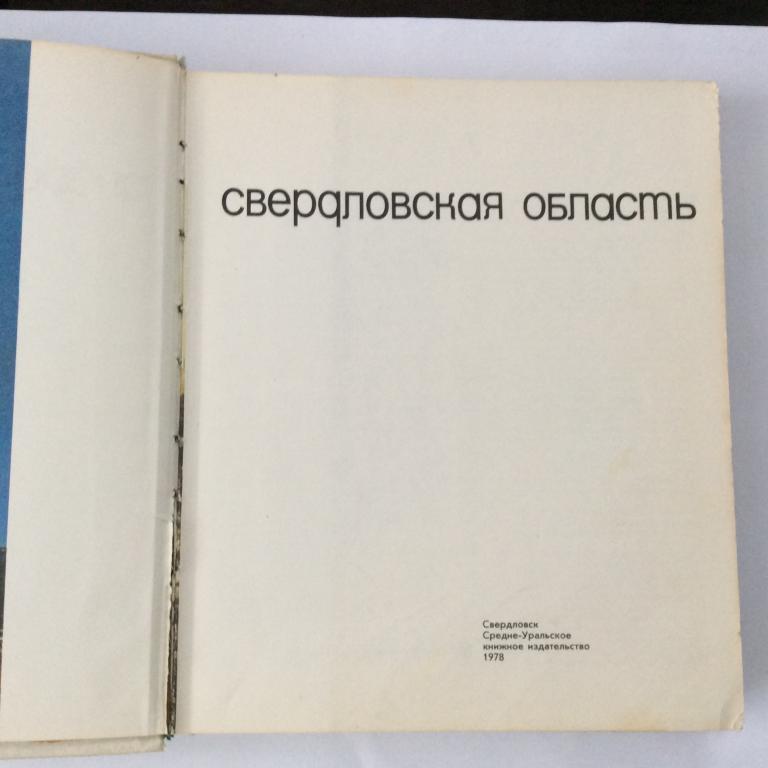 свердловская область
Свердловск
Средне-Уральское
книжное издательство
1978